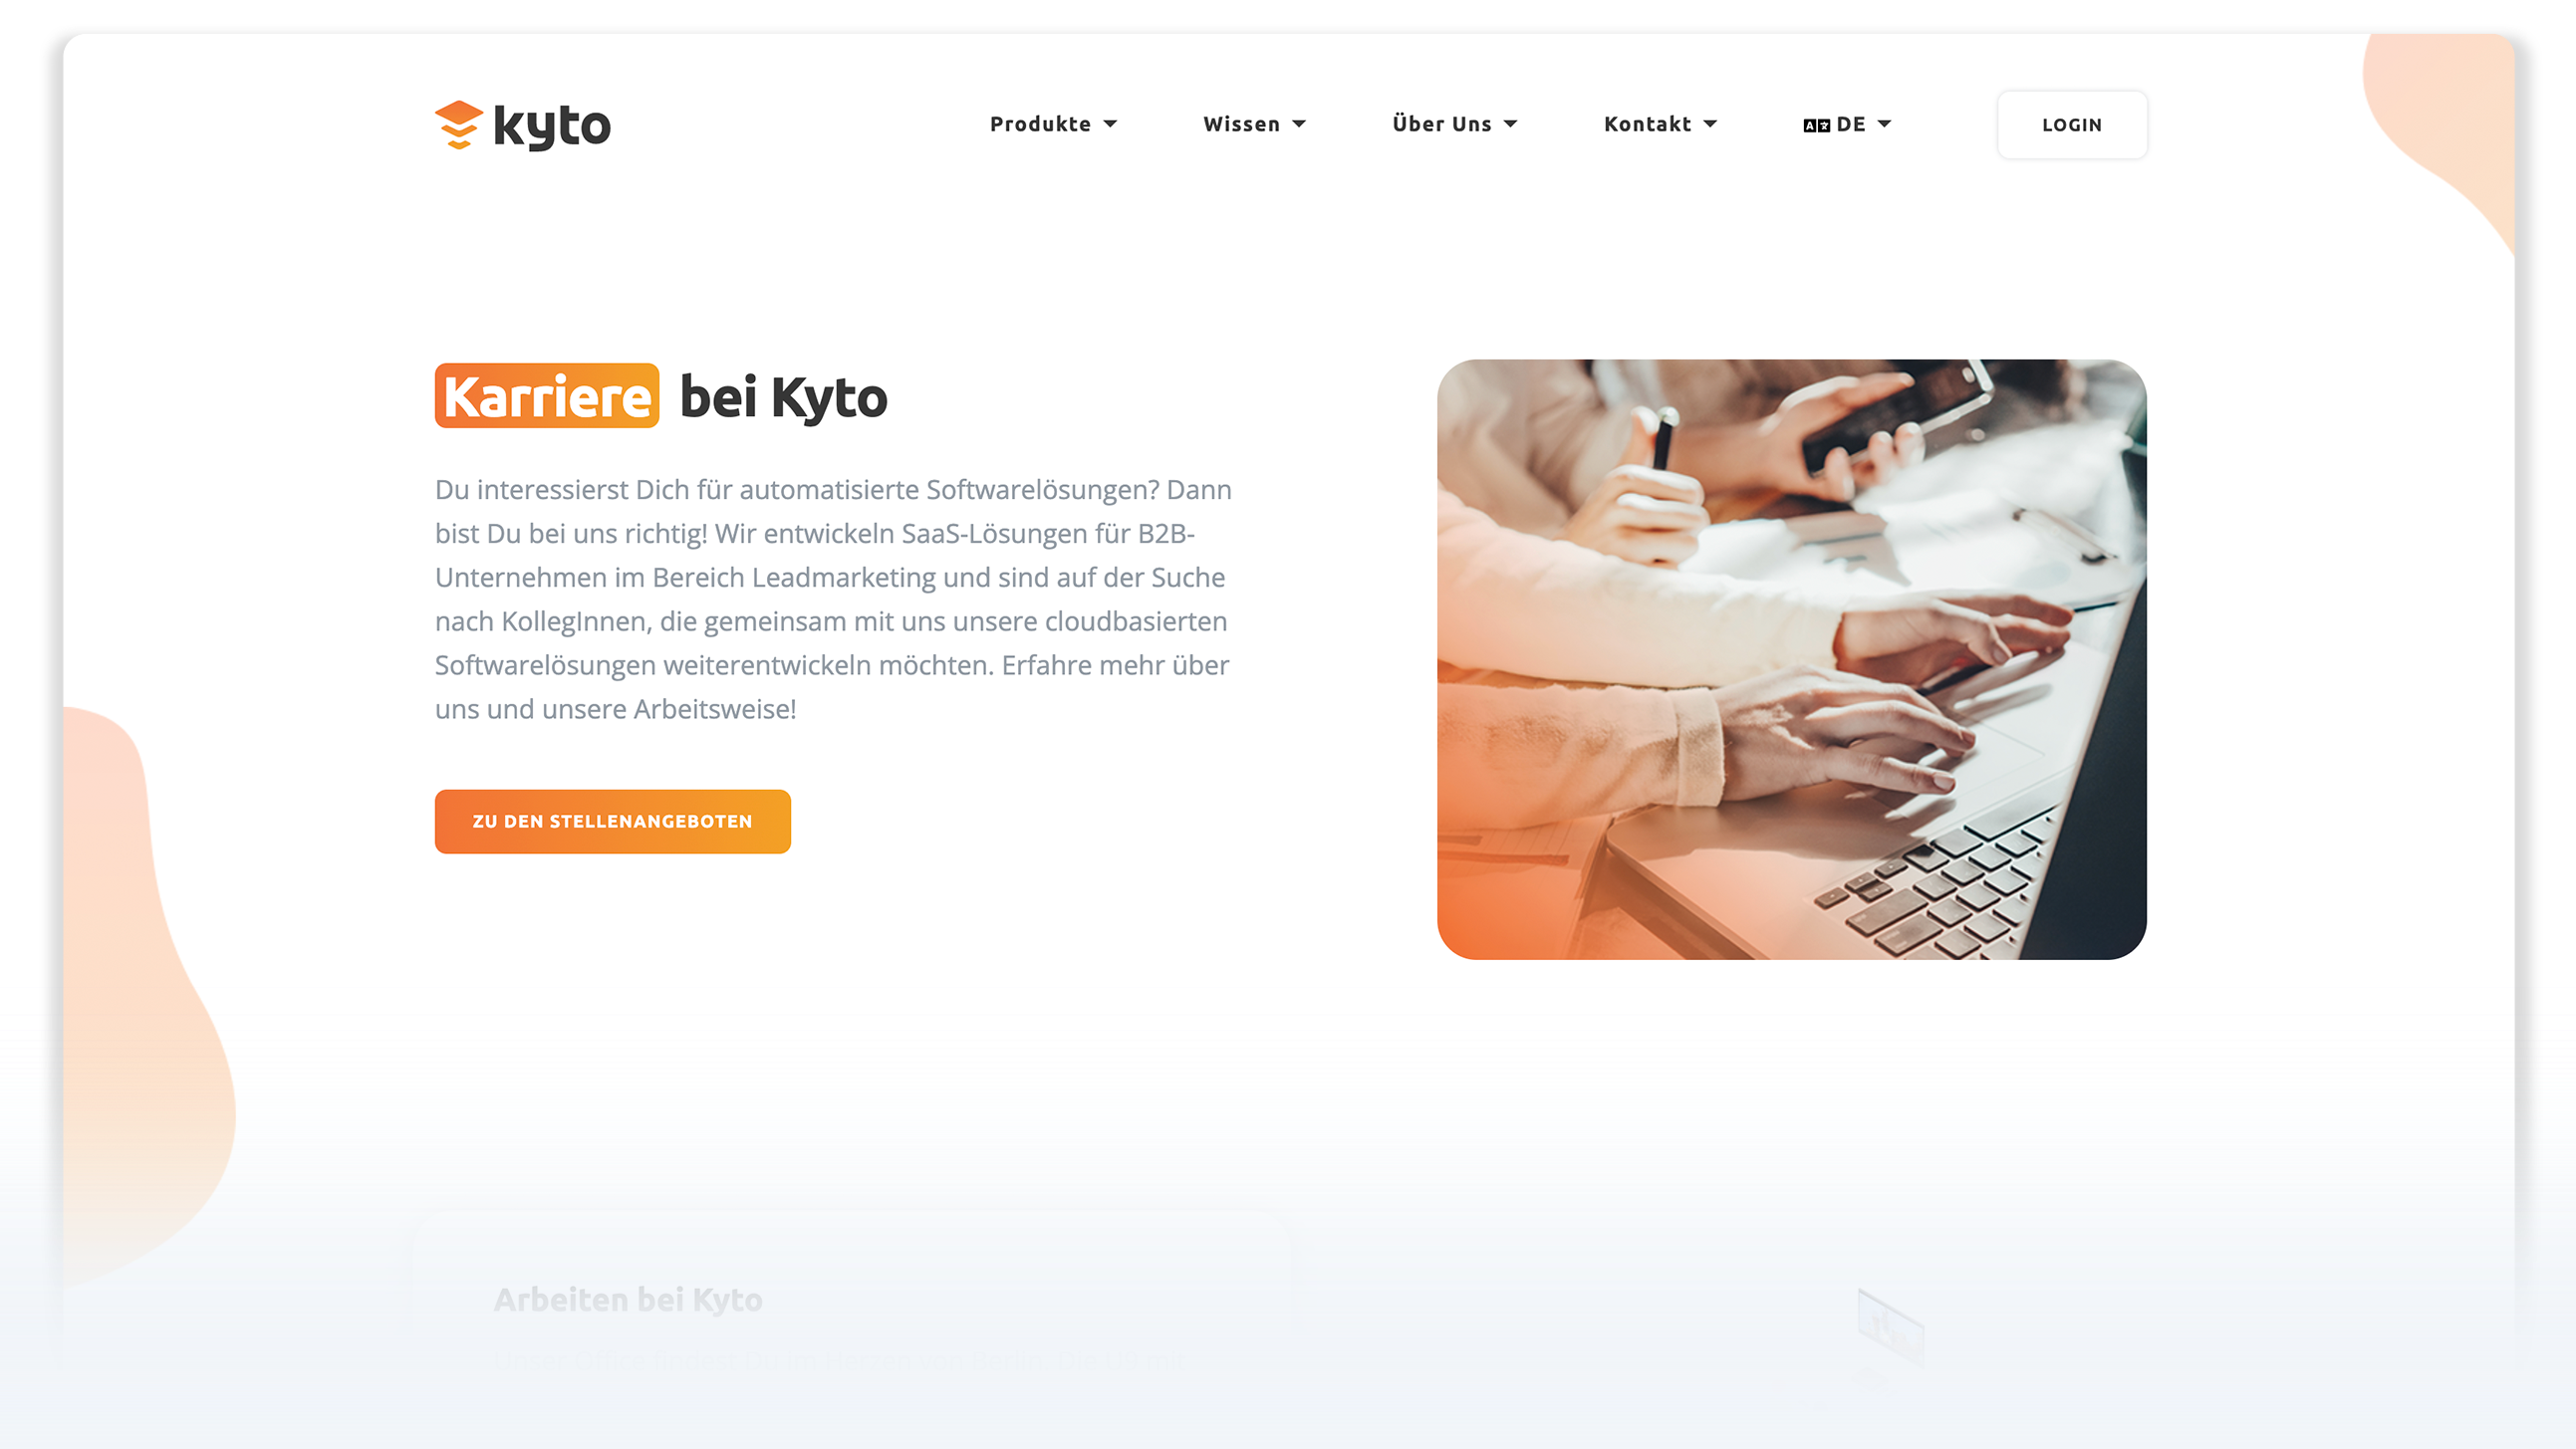 kyto
Produkte
Wissen
Über Uns
Kontakt
DE
LOGIN
Karriere bei Kyto
Du interessierst Dich für automatisierte Softwarelösungen? Dann
bist Du bei uns richtig! Wir entwickeln SaaS-Lösungen für B2B-
Unternehmen im Bereich Leadmarketing und sind auf der Suche
nach KollegInnen, die gemeinsam mit uns unsere cloudbasierten
Softwarelösungen weiterentwickeln möchten. Erfahre mehr über
uns und unsere Arbeitsweise!
ZU DEN STELLENANGEBOTEN
Arbeiten bei Kyto